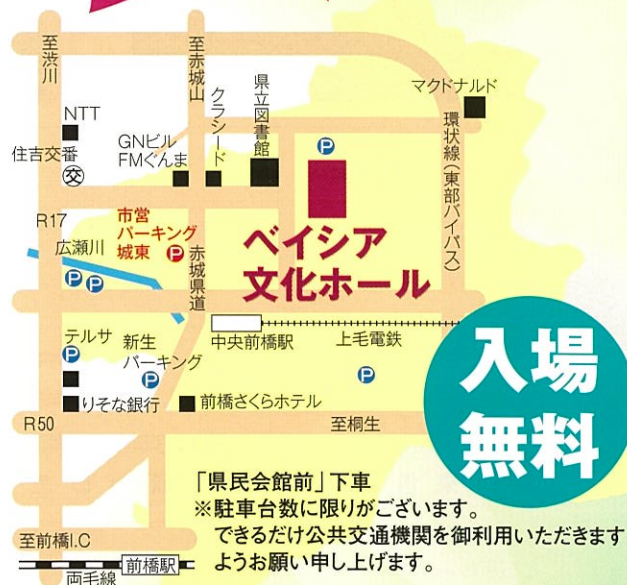 至渋川
至赤城山
クラシード
県立図書館
マクドナルド
NTT
GNビル
FMぐんま
住吉交番
交
P
環状線(東部バイパス)
R17
市営
パーキング
城東
P
赤城県道
ベイシア
文化ホール
広瀬川
P
P
テルサ
P
新生
パーキング
P
中央前橋駅
上毛電鉄
P
りそな銀行
前橋さくらホテル
R50
至桐生
入場
無料
「県民会館前」下車
※駐車台数に限りがございます。
できるだけ公共交通機関を御利用いただきます
ようお願い申し上げます。
至前橋I.C
前橋駅
両毛線